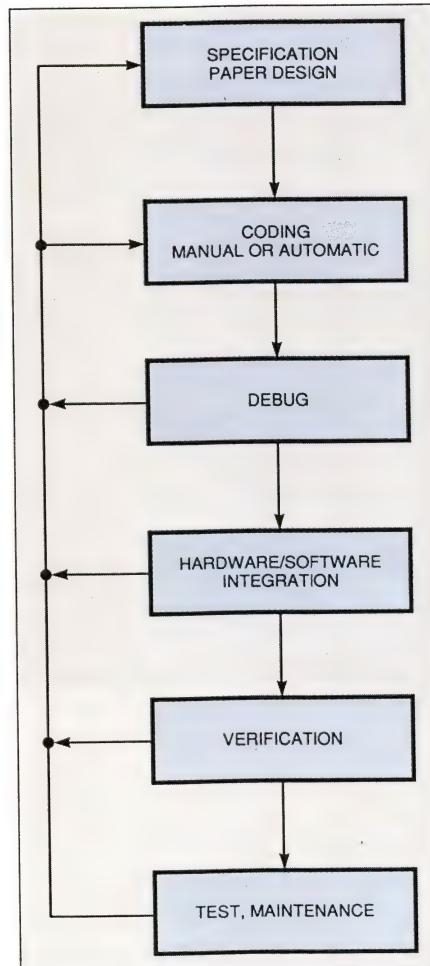 SPECIFICATION
PAPER DESIGN
CODING
MANUAL OR AUTOMATIC
DEBUG
HARDWARE/SOFTWARE
INTEGRATION
VERIFICATION
TEST, MAINTENANCE